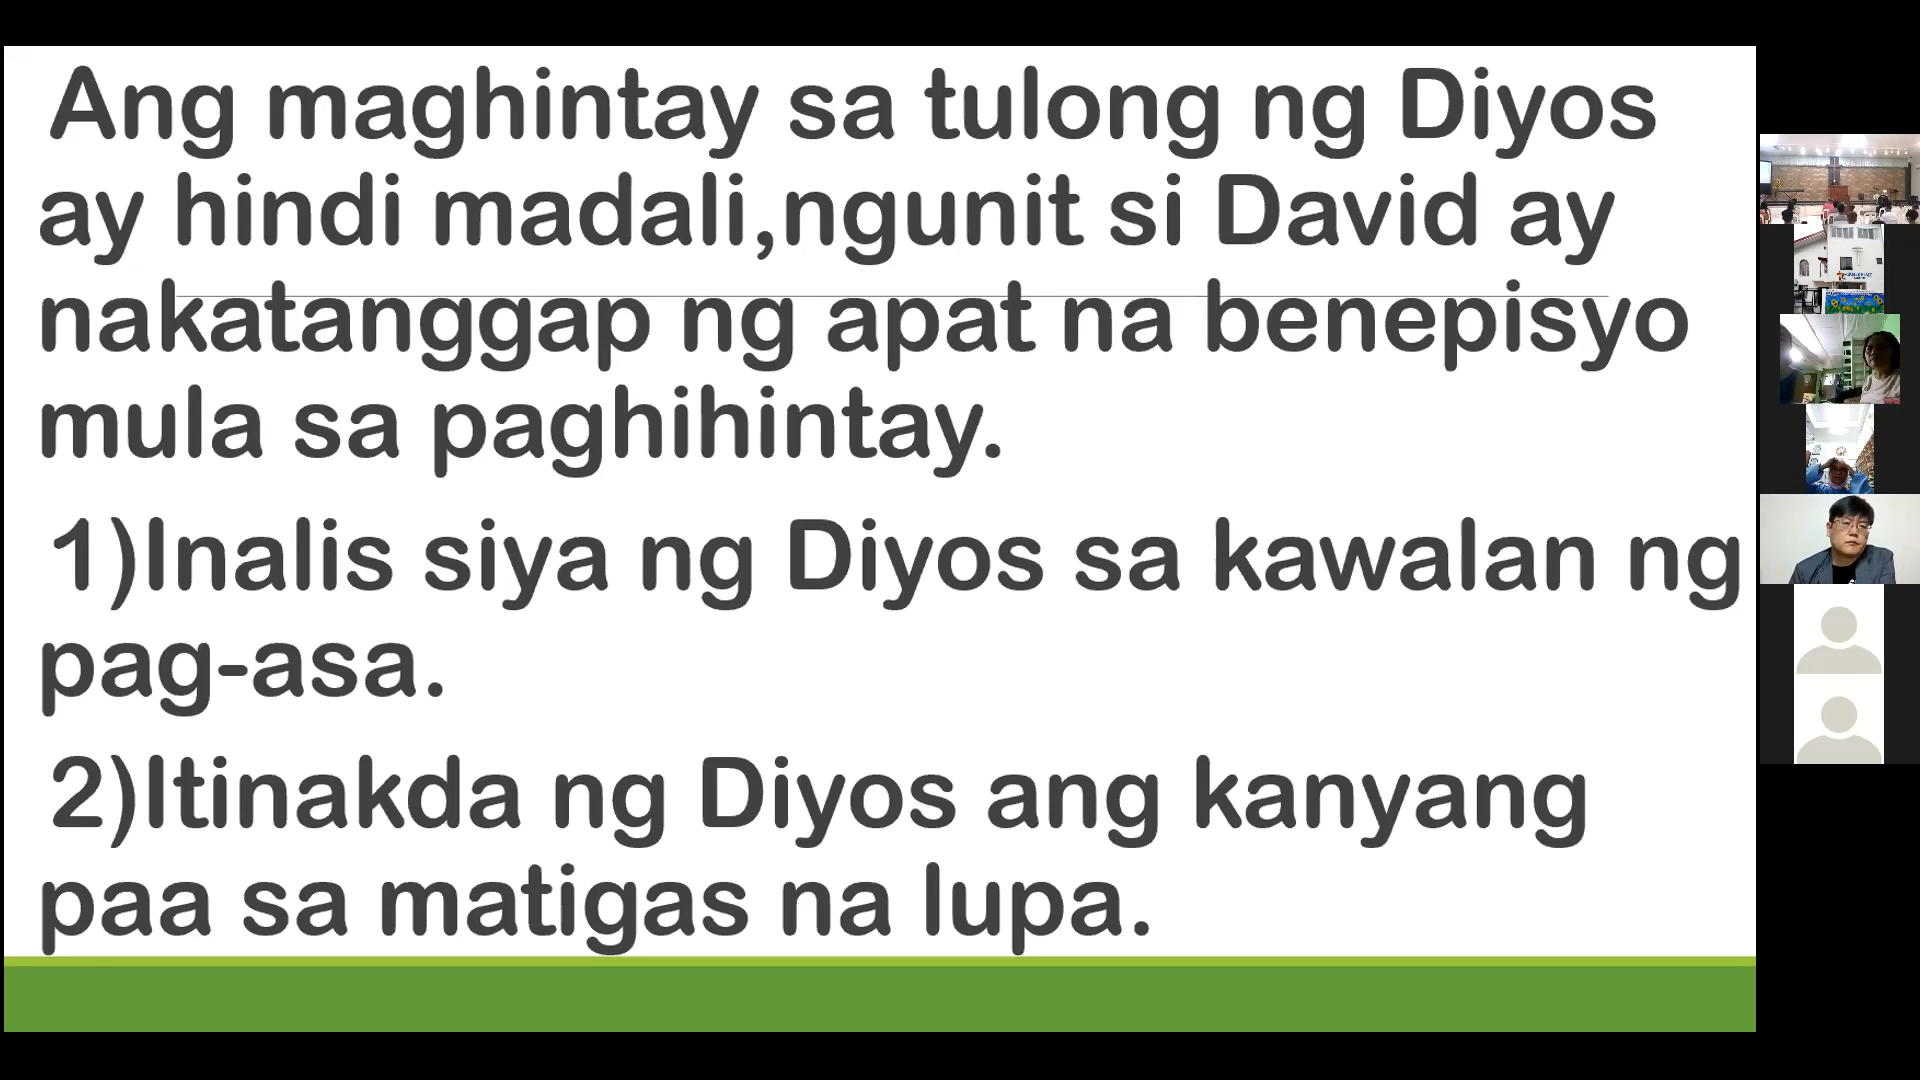 Ang maghintay sa tulong ng Diyos
ay hindi madali,ngunit si David ay
nakatanggap ng apat na benepisyo
mula sa paghihintay.
1)Inalis siya ng Diyos sa kawalan ng
pag-asa.
2)Itinakda ng Diyos ang kanyang
paa sa matigas na lupa.